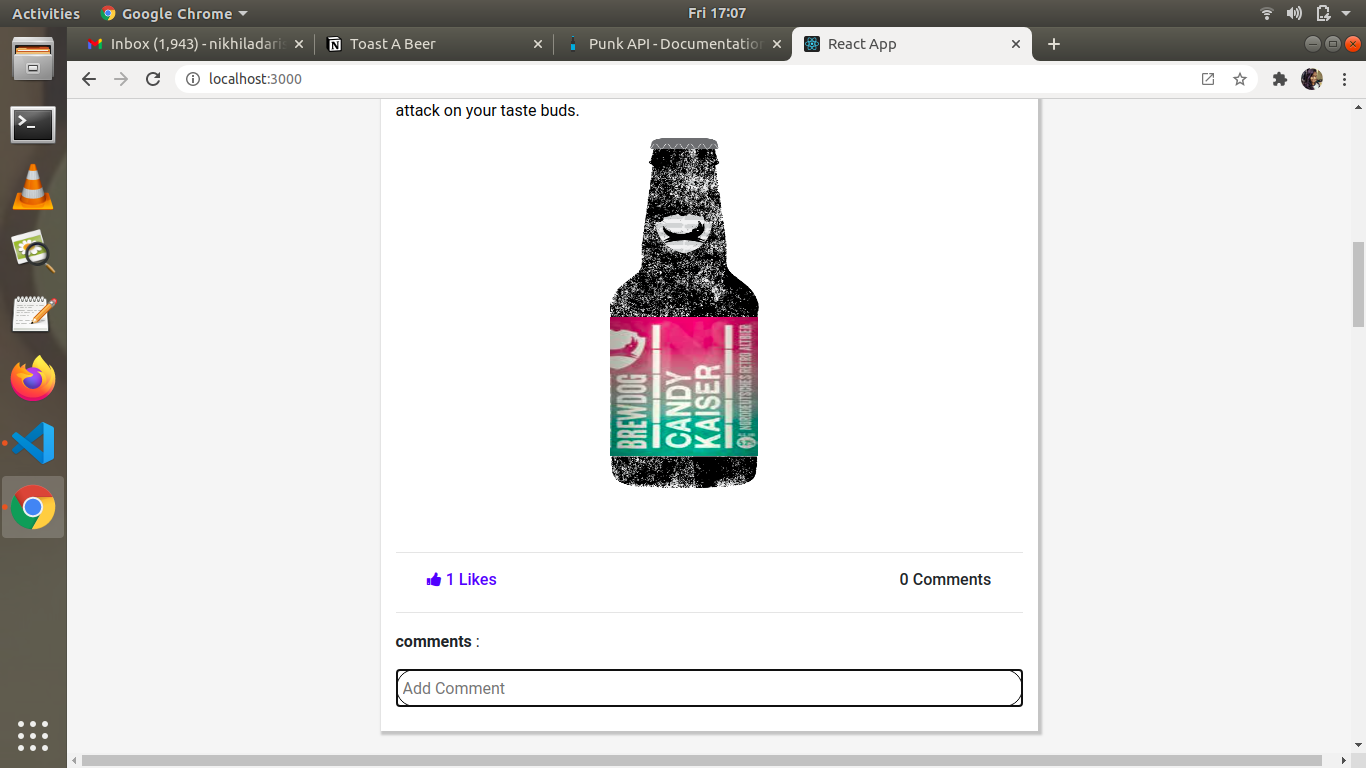 Activities
Google Chrome
Fri 17:07
Inbox (1,943) - nikhiladaris
Toast A Beer
Punk API - Documentation
React App
localhost:3000
attack on your taste buds.
BREWDOG
CANDY
KAISER
NORDDEUTSCHES RETRO ALTBIER
1 Likes
0 Comments
comments :
Add Comment